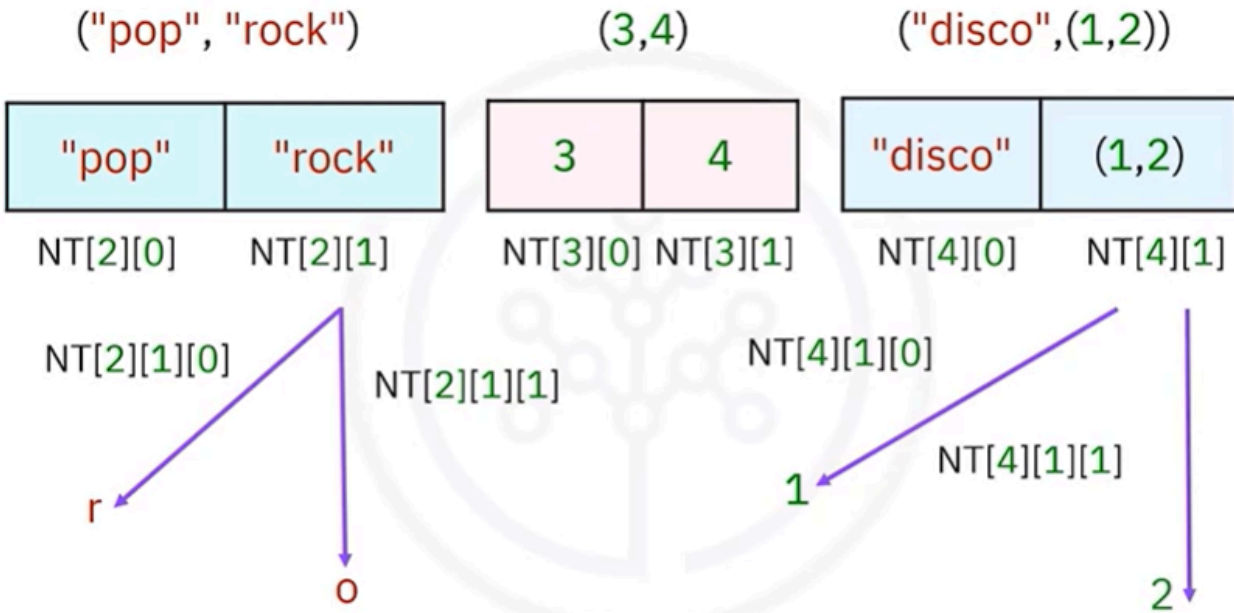 ("pop", "rock") (3,4) ("disco",(1,2))
"pop" "rock" 3 4 "disco" (1,2)
NT[2][0] NT[2][1] NT[3][0] NT[3][1] NT[4][0] NT[4][1]
NT[2][1][0] NT[2][1][1] NT[4][1][0]
NT[4][1][1]
r 1
o 2